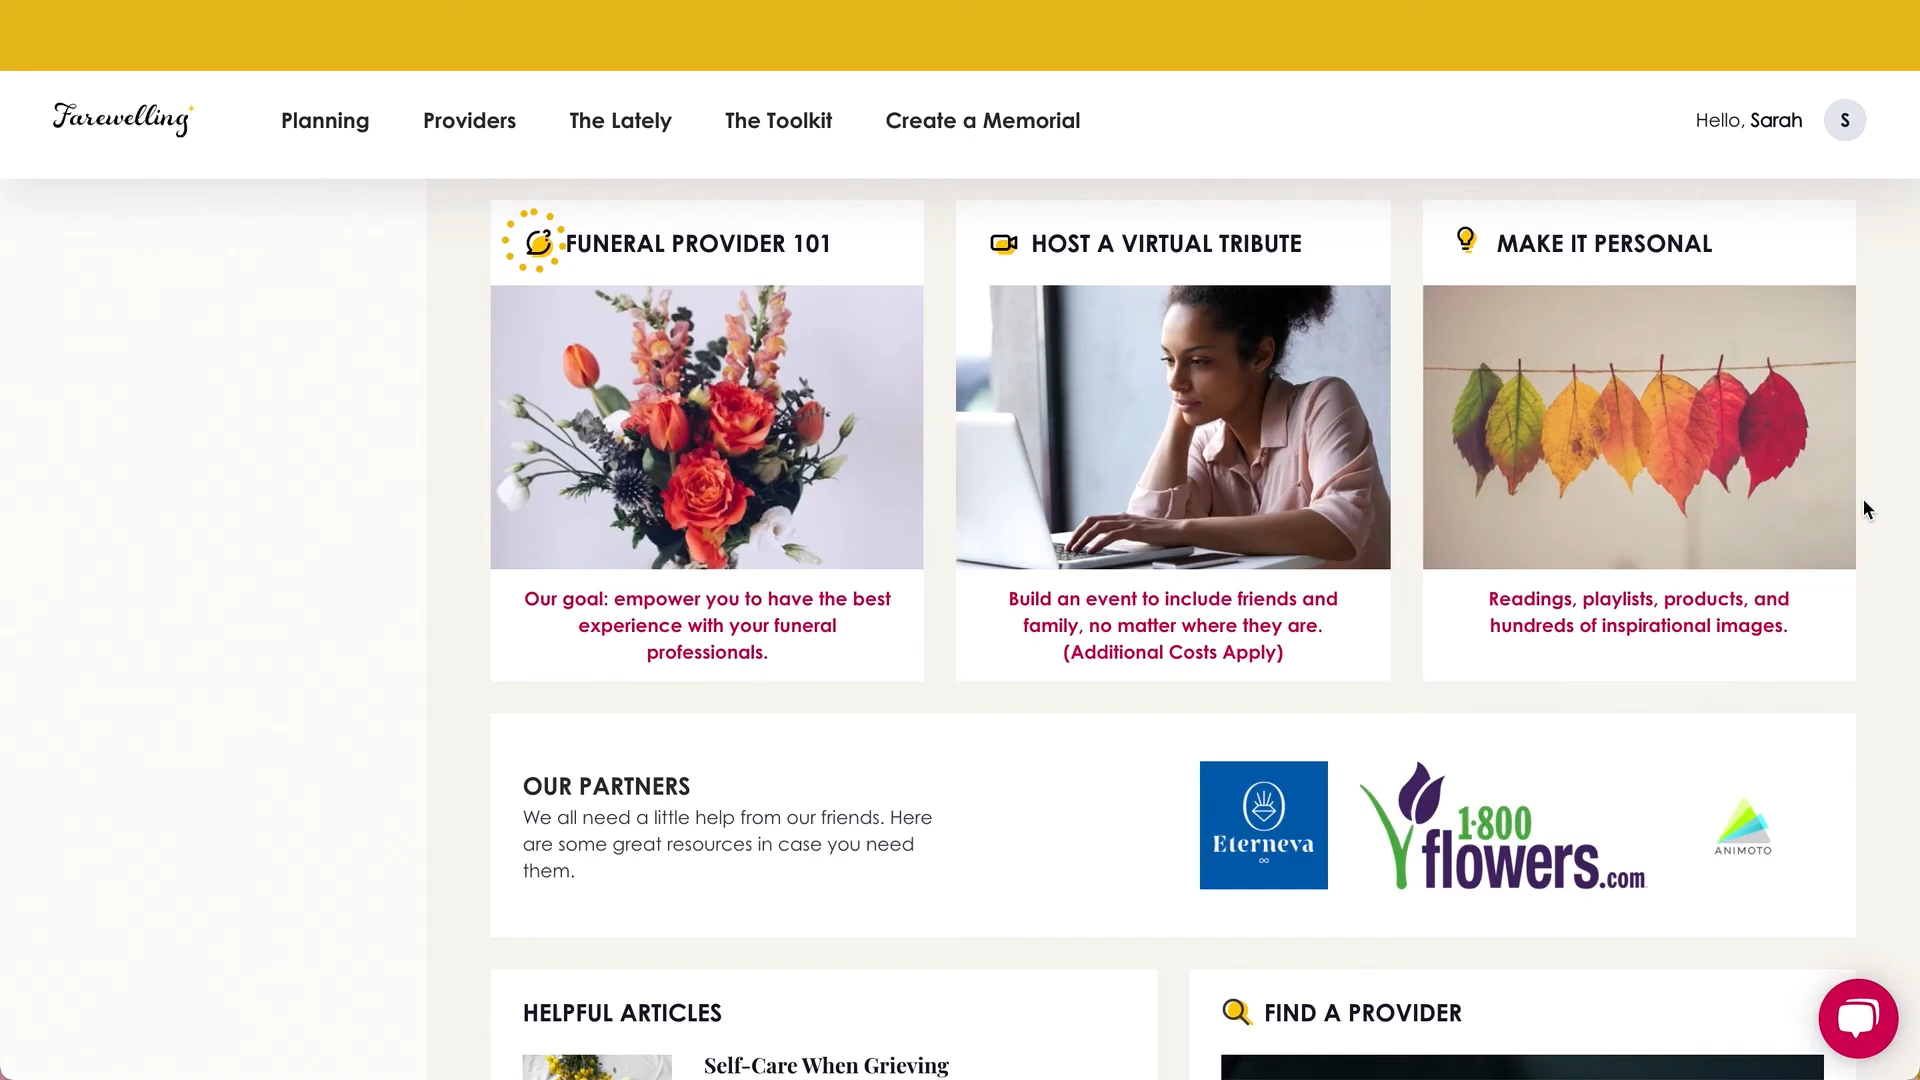 Farewelling
Planning
Providers
The Lately
The Toolkit
Create a Memorial
Hello, Sarah
S
FUNERAL PROVIDER 101
HOST A VIRTUAL TRIBUTE
MAKE IT PERSONAL
Our goal: empower you to have the best
experience with your funeral
professionals.
Build an event to include friends and
family, no matter where they are.
(Additional Costs Apply)
Readings, playlists, products, and
hundreds of inspirational images.
OUR PARTNERS
We all need a little help from our friends. Here
are some great resources in case you need
them.
Eterneva
1·800
flowers.com
ANIMOTO
HELPFUL ARTICLES
Self-Care When Grieving
FIND A PROVIDER